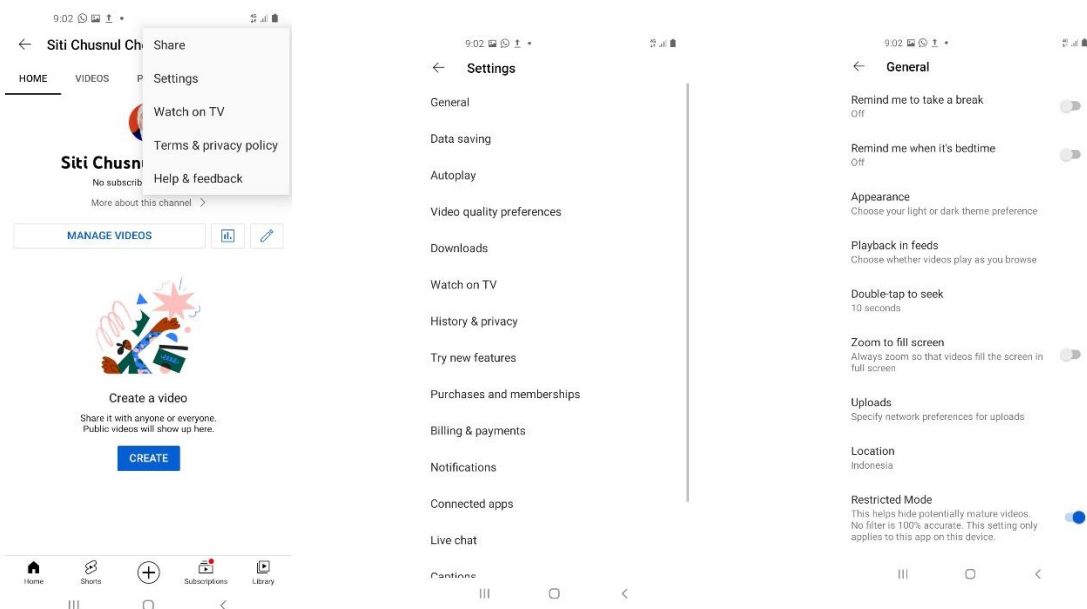 9:02
Siti Chusnul Ch
HOME VIDEOS P
Share
Settings
Watch on TV
Terms & privacy policy
Help & feedback
Siti Chusn
No subscrib
More about this channel
MANAGE VIDEOS
Create a video
Share it with anyone or everyone.
Public videos will show up here.
CREATE
Home Shorts Subscriptions Library
9:02
Settings
General
Data saving
Autoplay
Video quality preferences
Downloads
Watch on TV
History & privacy
Try new features
Purchases and memberships
Billing & payments
Notifications
Connected apps
Live chat
Captions
9:02
General
Remind me to take a break
Off
Remind me when it's bedtime
Off
Appearance
Choose your light or dark theme preference
Playback in feeds
Choose whether videos play as you browse
Double-tap to seek
10 seconds
Zoom to fill screen
Always zoom so that videos fill the screen in
full screen
Uploads
Specify network preferences for uploads
Location
Indonesia
Restricted Mode
This helps hide potentially mature videos.
No filter is 100% accurate. This setting only
applies to this app on this device.